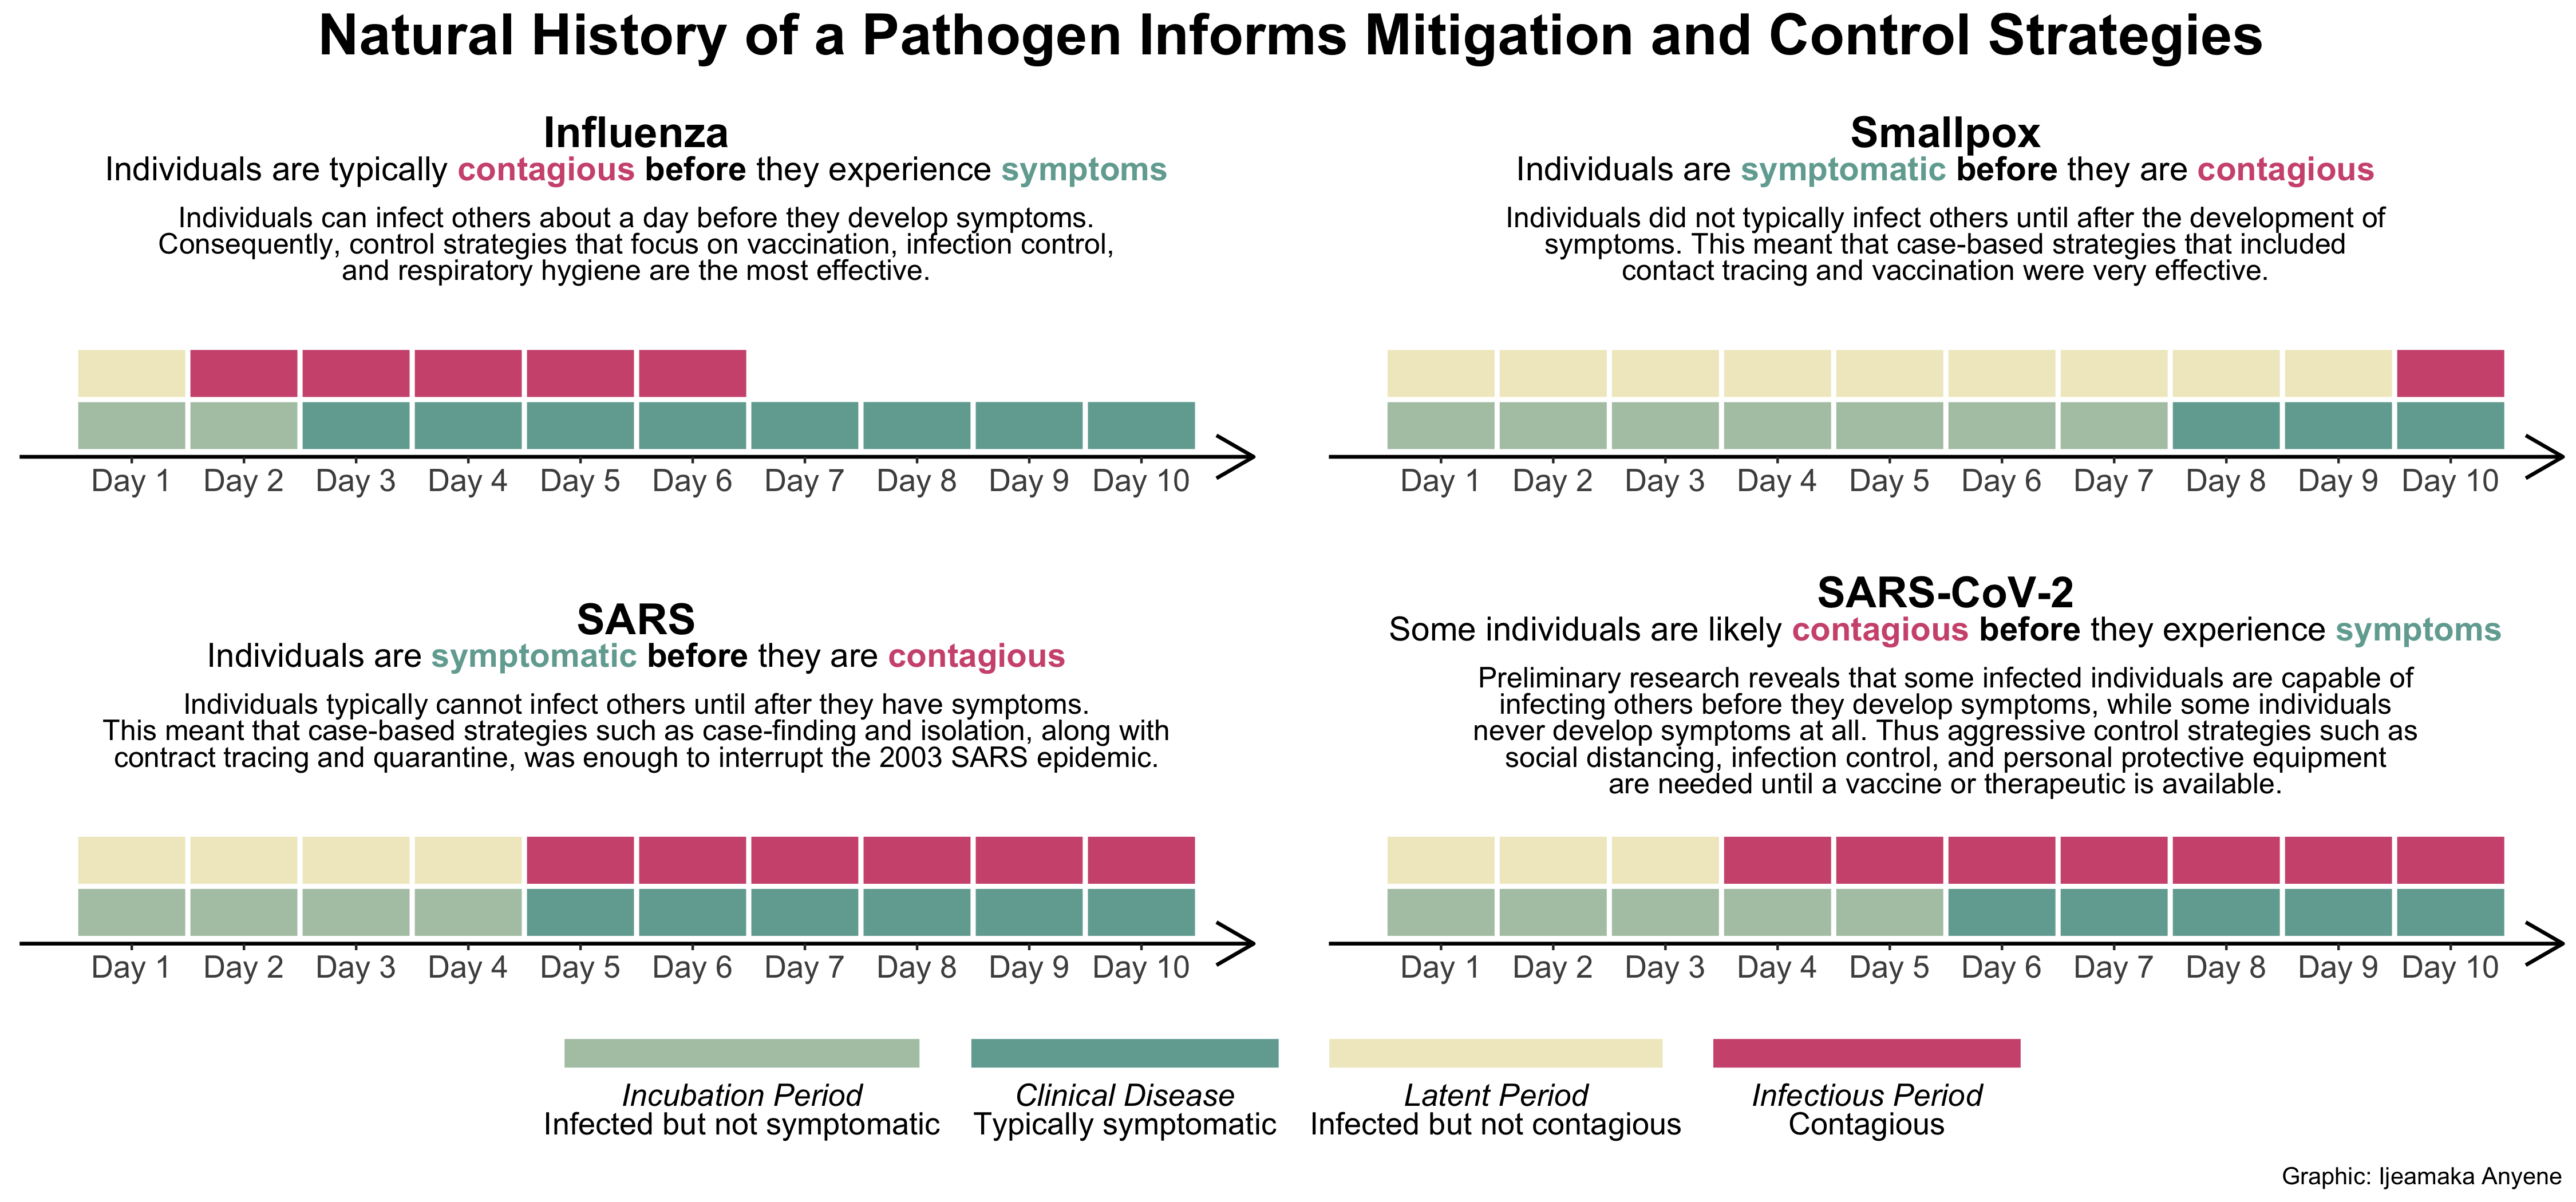 Natural History of a Pathogen Informs Mitigation and Control Strategies
Influenza
Individuals are typically contagious before they experience symptoms
Individuals can infect others about a day before they develop symptoms.
Consequently, control strategies that focus on vaccination, infection control,
and respiratory hygiene are the most effective.
Day 1 Day 2 Day 3 Day 4 Day 5 Day 6 Day 7 Day 8 Day 9 Day 10
Smallpox
Individuals are symptomatic before they are contagious
Individuals did not typically infect others until after the development of
symptoms. This meant that case-based strategies that included
contact tracing and vaccination were very effective.
Day 1 Day 2 Day 3 Day 4 Day 5 Day 6 Day 7 Day 8 Day 9 Day 10
SARS
Individuals are symptomatic before they are contagious
Individuals typically cannot infect others until after they have symptoms.
This meant that case-based strategies such as case-finding and isolation, along with
contract tracing and quarantine, was enough to interrupt the 2003 SARS epidemic.
Day 1 Day 2 Day 3 Day 4 Day 5 Day 6 Day 7 Day 8 Day 9 Day 10
SARS-CoV-2
Some individuals are likely contagious before they experience symptoms
Preliminary research reveals that some infected individuals are capable of
infecting others before they develop symptoms, while some individuals
never develop symptoms at all. Thus aggressive control strategies such as
social distancing, infection control, and personal protective equipment
are needed until a vaccine or therapeutic is available.
Day 1 Day 2 Day 3 Day 4 Day 5 Day 6 Day 7 Day 8 Day 9 Day 10
Incubation Period
Infected but not symptomatic
Clinical Disease
Typically symptomatic
Latent Period
Infected but not contagious
Infectious Period
Contagious
Graphic: Ijeamaka Anyene